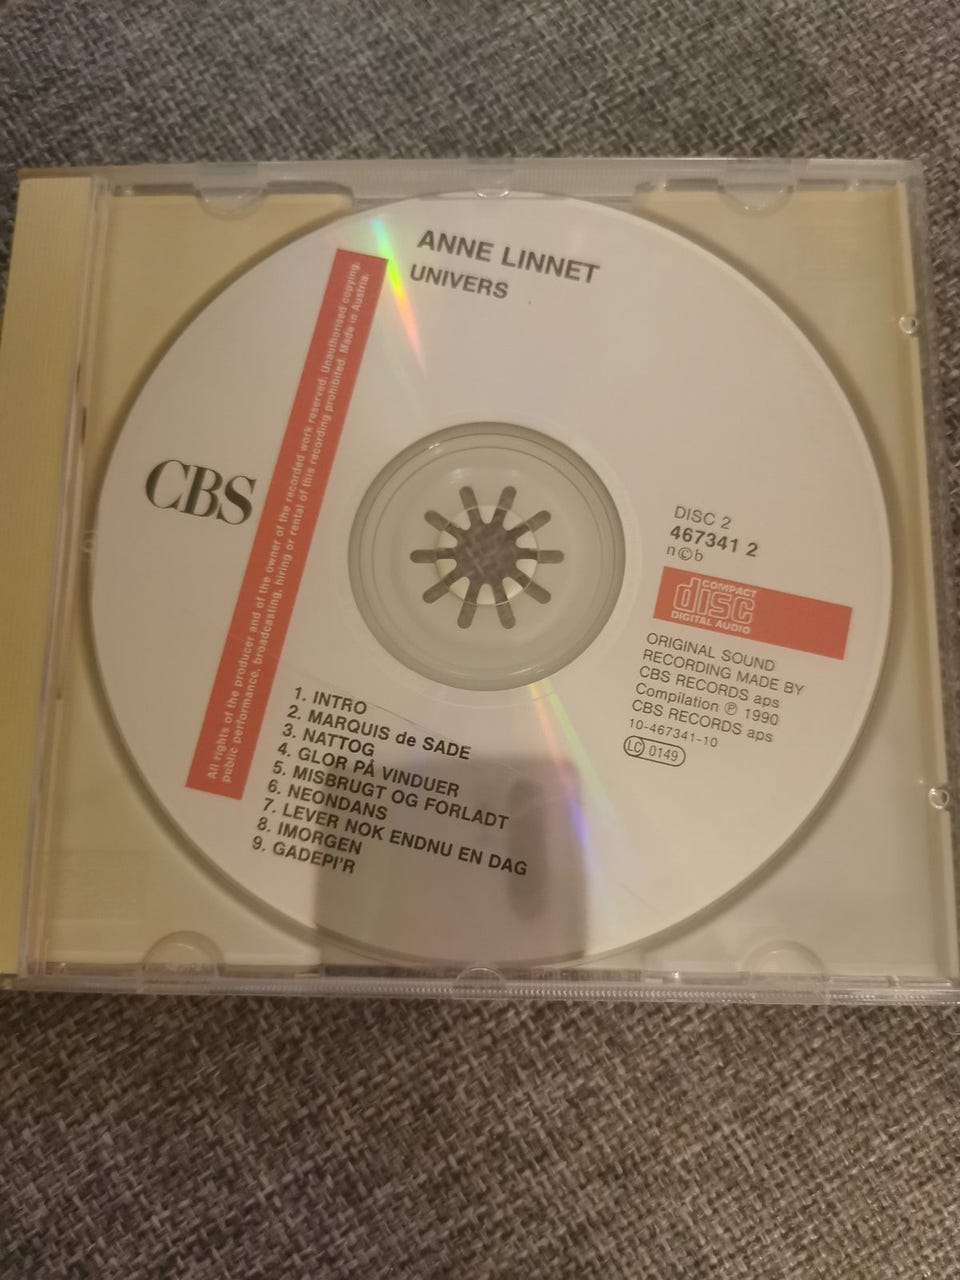 ANNE LINNET
UNIVERS
All rights of the producer and of the owner of the recorded work reserved. Unauthorised copying,
public performance, broadcasting, hiring or rental of this recording prohibited. Made in Austria.
CBS
DISC 2
467341 2
n©b
COMPACT
disc
DIGITAL AUDIO
ORIGINAL SOUND
RECORDING MADE BY
CBS RECORDS aps
Compilation ℗ 1990
CBS RECORDS aps
10-467341-10
LC 0149
1. INTRO
2. MARQUIS de SADE
3. NATTOG
4. GLOR PÅ VINDUER
5. MISBRUGT OG FORLADT
6. NEONDANS
7. LEVER NOK ENDNU EN DAG
8. IMORGEN
9. GADEPI'R